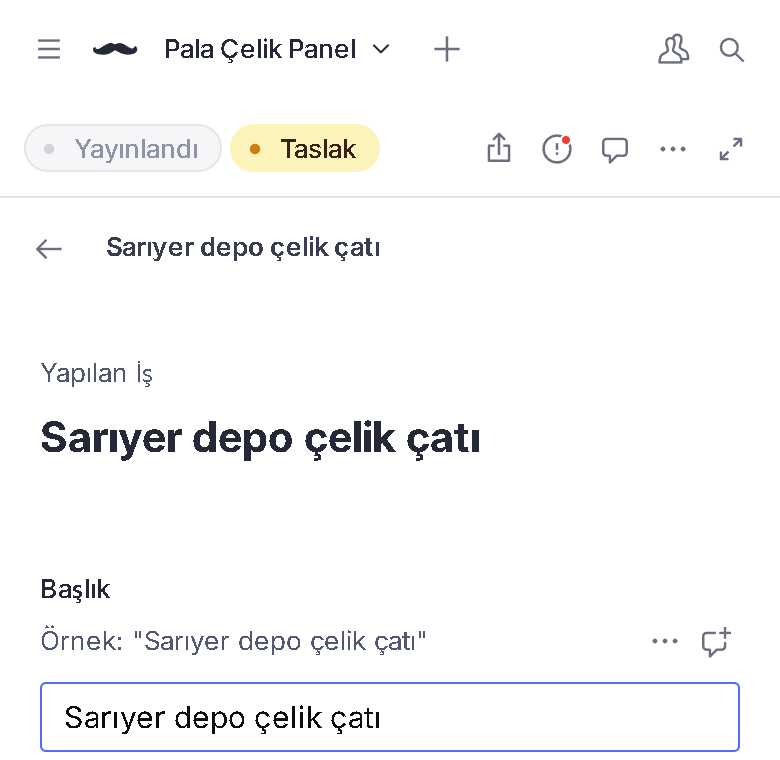 Pala Çelik Panel
Yayınlandı
Taslak
Sarıyer depo çelik çatı
Yapılan İş
Sarıyer depo çelik çatı
Başlık
Örnek: "Sarıyer depo çelik çatı"
Sarıyer depo çelik çatı